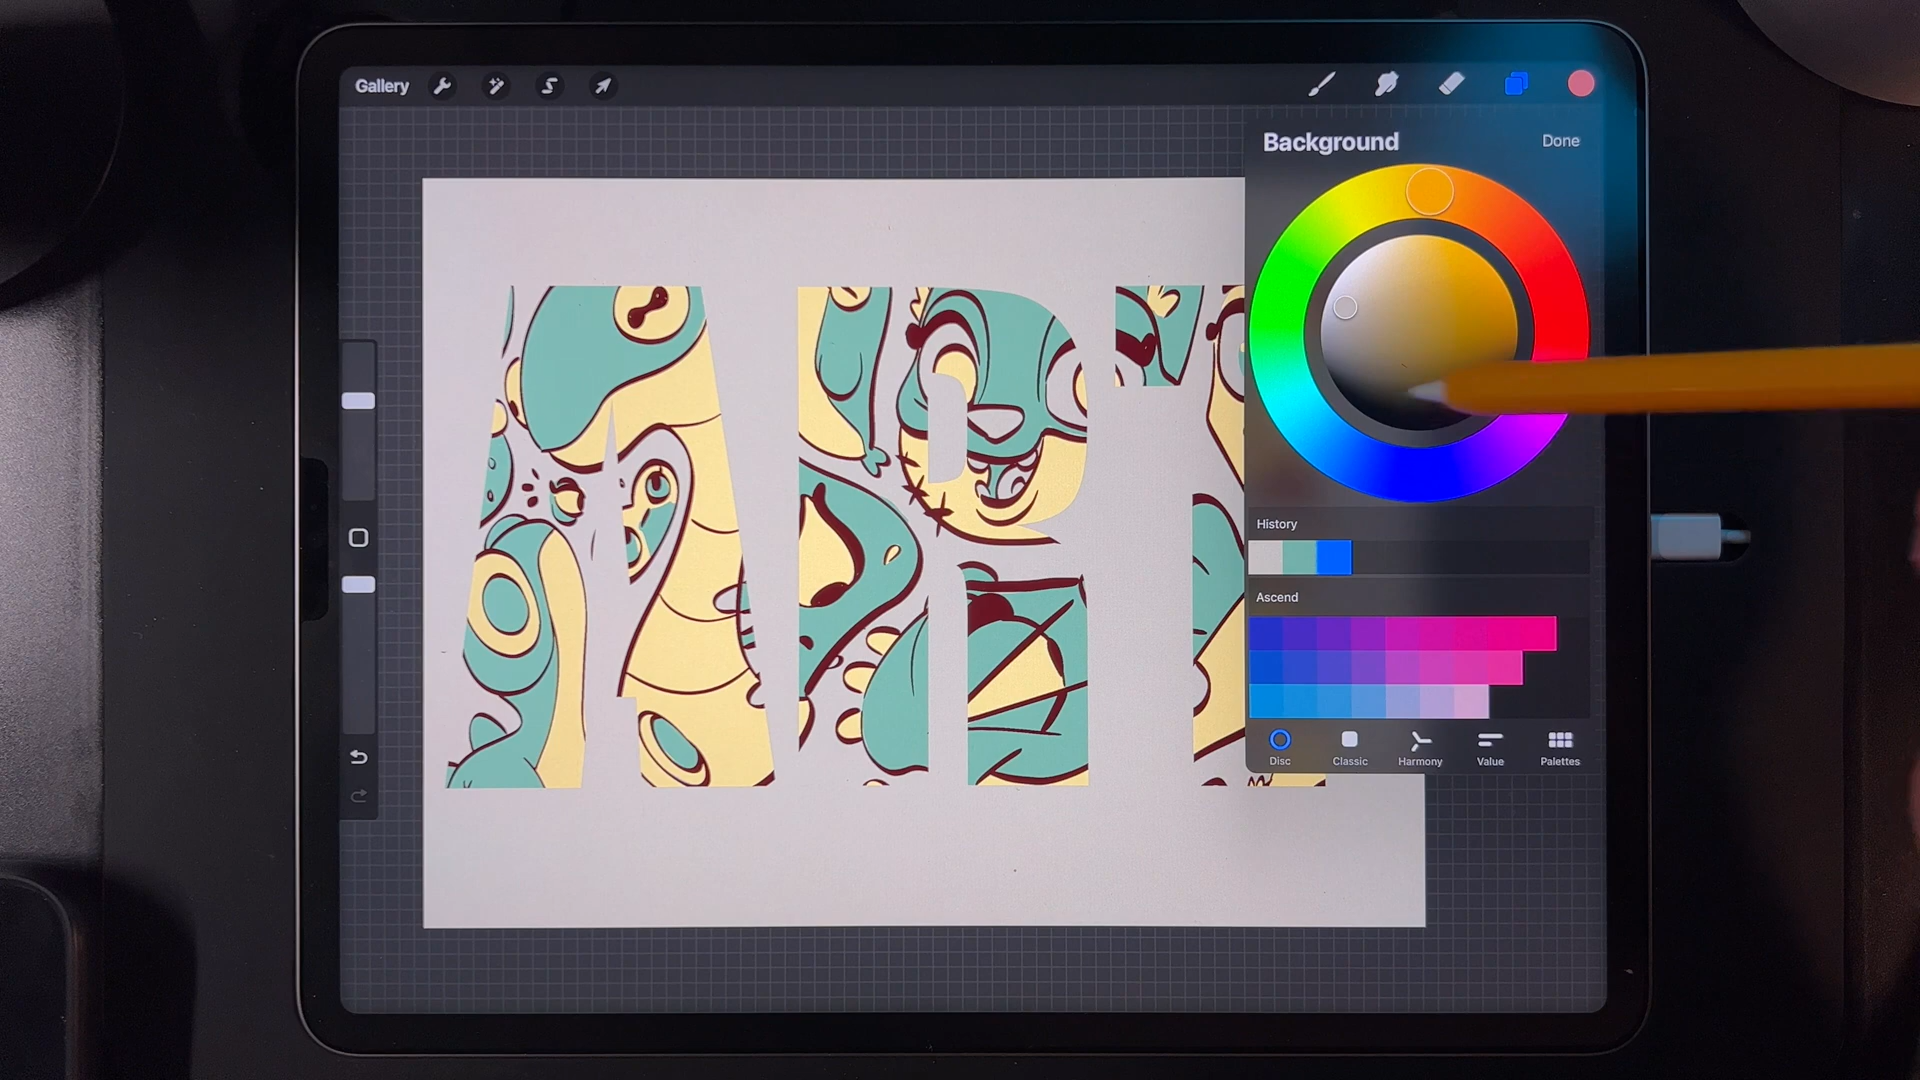 Gallery
Background Done
ART
History
Ascend
Disc Classic Harmony Value Palettes